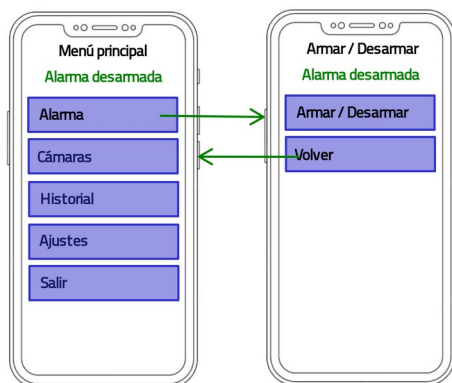 Menú principal
Alarma desarmada
Alarma
Cámaras
Historial
Ajustes
Salir
Armar / Desarmar
Alarma desarmada
Armar / Desarmar
Volver